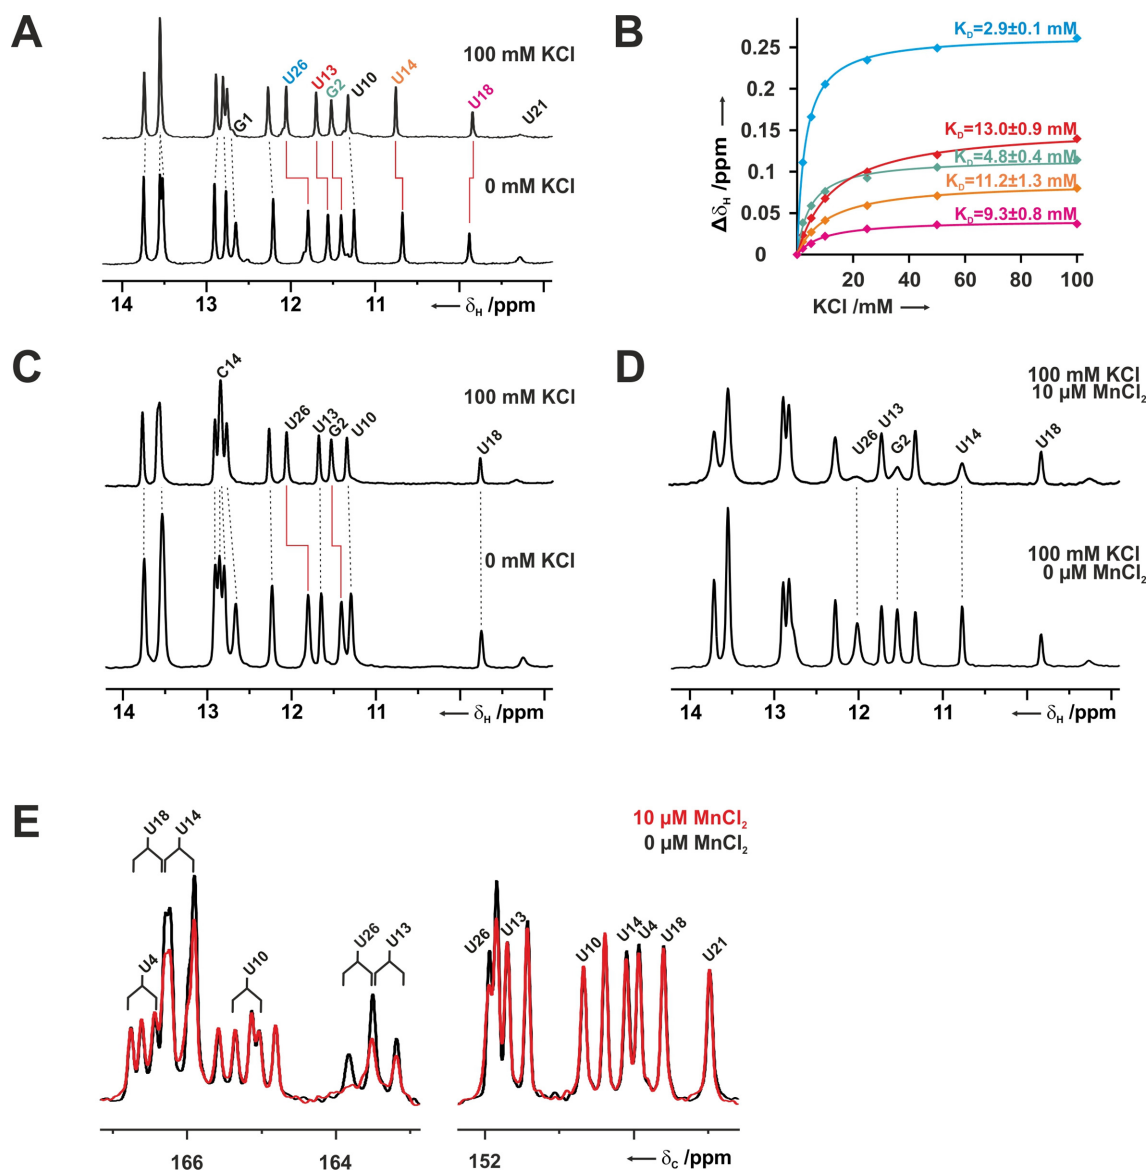 A
100 mM KCl
U26
U13
G2
U10
U14
U18
U21
G1
0 mM KCl
14
13
12
11
δH /ppm
B
KD=2.9±0.1 mM
KD=13.0±0.9 mM
KD=4.8±0.4 mM
KD=11.2±1.3 mM
KD=9.3±0.8 mM
0.25
0.2
0.15
0.1
0.05
0
ΔδH /ppm
20
40
60
80
100
KCl /mM
C
C14
100 mM KCl
U26
U13
G2
U10
U18
0 mM KCl
14
13
12
11
δH /ppm
D
100 mM KCl
10 µM MnCl2
U26
U13
G2
U14
U18
100 mM KCl
0 µM MnCl2
14
13
12
11
δH /ppm
E
10 µM MnCl2
0 µM MnCl2
U18
U14
U4
U10
U26
U13
U26
U13
U10
U14
U4
U18
U21
166
164
152
δC /ppm